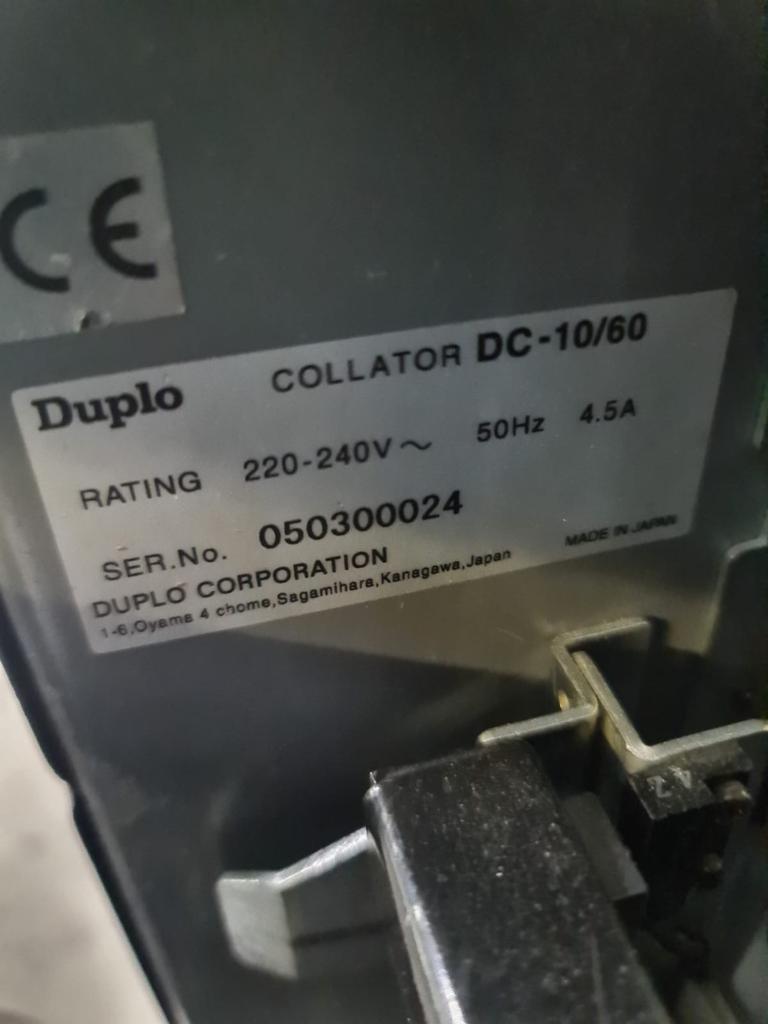 CE
Duplo COLLATOR DC-10/60
RATING 220-240V~ 50Hz 4.5A
SER.No. 050300024
DUPLO CORPORATION MADE IN JAPAN
1-6,Oyama 4 chome,Sagamihara,Kanagawa,Japan